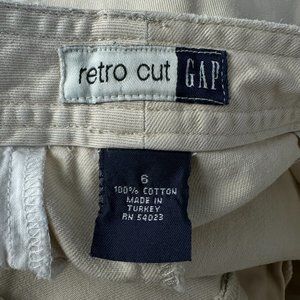 retro cut GAP
6
100% COTTON
MADE IN
TURKEY
RN 54023